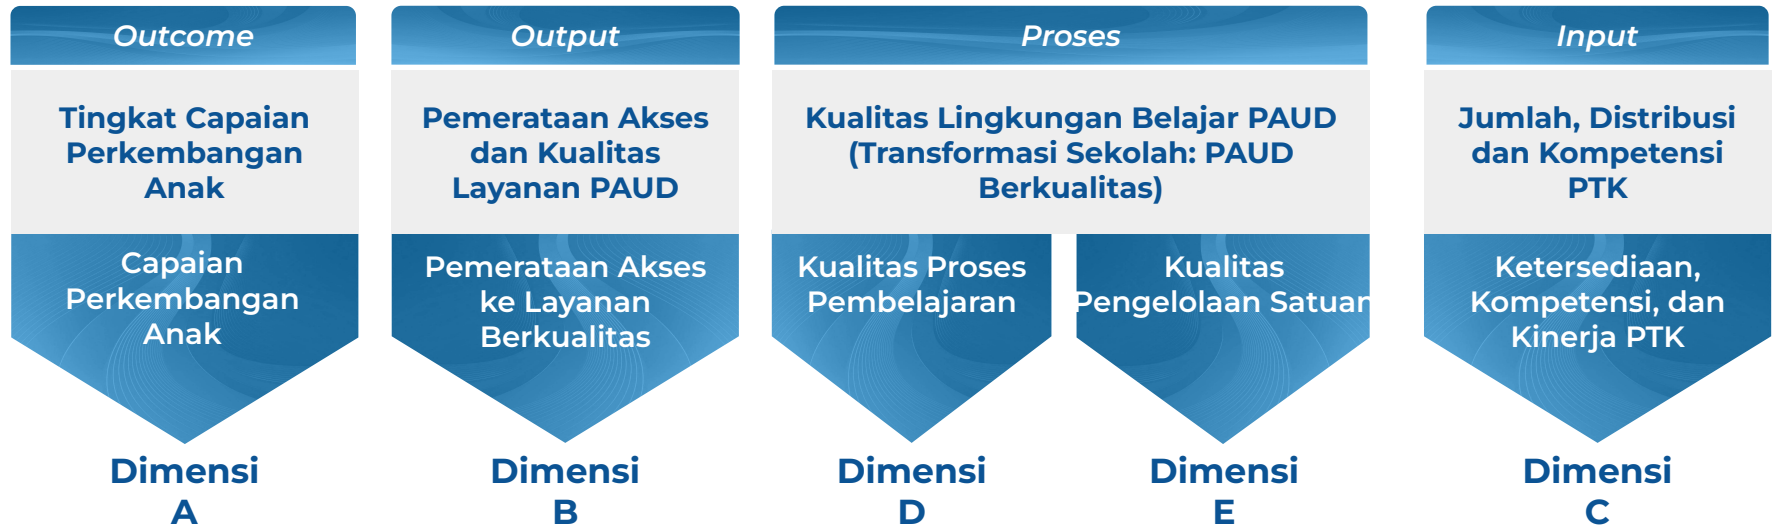 Outcome
Tingkat Capaian
Perkembangan
Anak
Capaian
Perkembangan
Anak
Dimensi
A
Output
Pemerataan Akses
dan Kualitas
Layanan PAUD
Pemerataan Akses
ke Layanan
Berkualitas
Dimensi
B
Proses
Kualitas Lingkungan Belajar PAUD
(Transformasi Sekolah: PAUD
Berkualitas)
Kualitas Proses
Pembelajaran
Dimensi
D
Kualitas
Pengelolaan Satuan
Dimensi
E
Input
Jumlah, Distribusi
dan Kompetensi
PTK
Ketersediaan,
Kompetensi, dan
Kinerja PTK
Dimensi
C